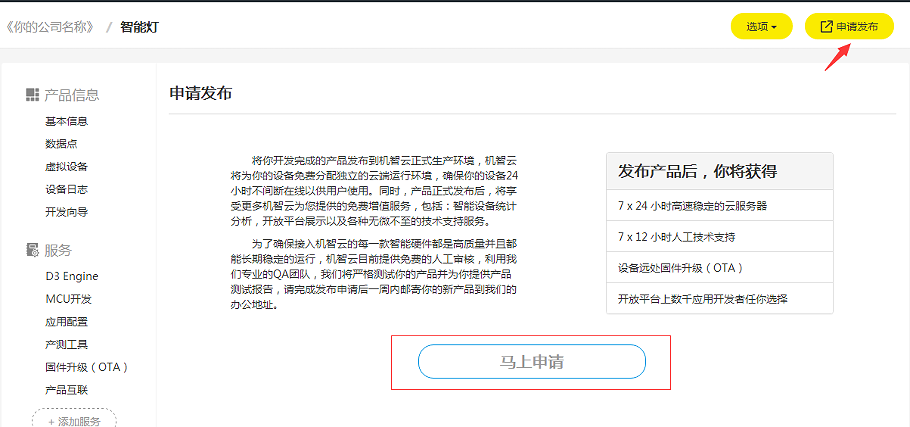 《你的公司名称》 / 智能灯
选项
申请发布
产品信息
基本信息
数据点
虚拟设备
设备日志
开发向导
服务
D3 Engine
MCU开发
应用配置
产测工具
固件升级（OTA）
产品互联
+ 添加服务
申请发布
将你开发完成的产品发布到机智云正式生产环境，机智云
将为你的设备免费分配独立的云端运行环境，确保你的设备24
小时不间断在线以供用户使用。同时，产品正式发布后，将享
受更多机智云为您提供的免费增值服务，包括：智能设备统计
分析，开放平台展示以及各种无微不至的技术支持服务。
为了确保接入机智云的每一款智能硬件都是高质量并且都
能长期稳定的运行，机智云目前提供免费的人工审核，利用我
们专业的QA团队，我们将严格测试你的产品并为你提供产品
测试报告，请完成发布申请后一周内邮寄你的新产品到我们的
办公地址。
发布产品后，你将获得
7 x 24 小时高速稳定的云服务器
7 x 12 小时人工技术支持
设备远处固件升级（OTA）
开放平台上数千应用开发者任你选择
马上申请